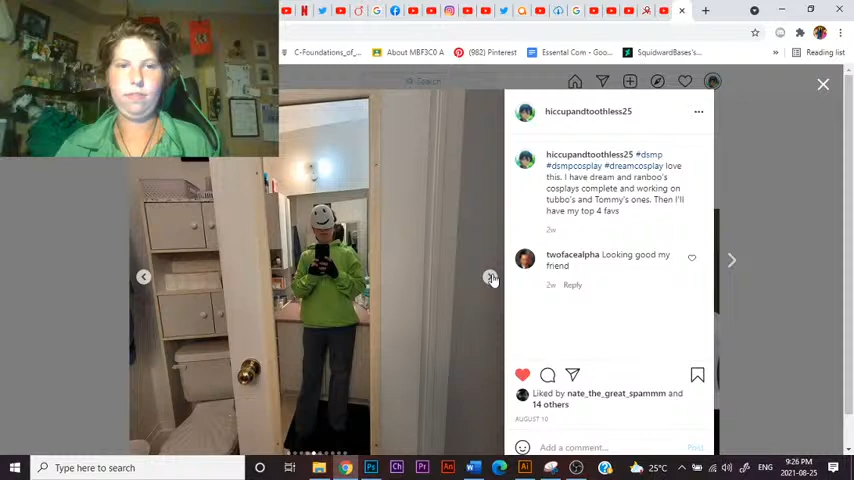 C-Foundations_of_...
About MBF3C0 A
(982) Pinterest
Essental Com - Goo...
SquidwardBases's...
»
Reading list
Search
hiccupandtoothless25
hiccupandtoothless25 #dsmp
#dsmpcosplay #dreamcosplay love
this. I have dream and ranboo's
cosplays complete and working on
tubbo's and Tommy's ones. Then I'll
have my top 4 favs
2w
twofacealpha Looking good my
friend
2w Reply
Liked by nate_the_great_spammm and
14 others
AUGUST 10
Add a comment...
Post
Type here to search
25°C
ENG
9:26 PM
2021-08-25